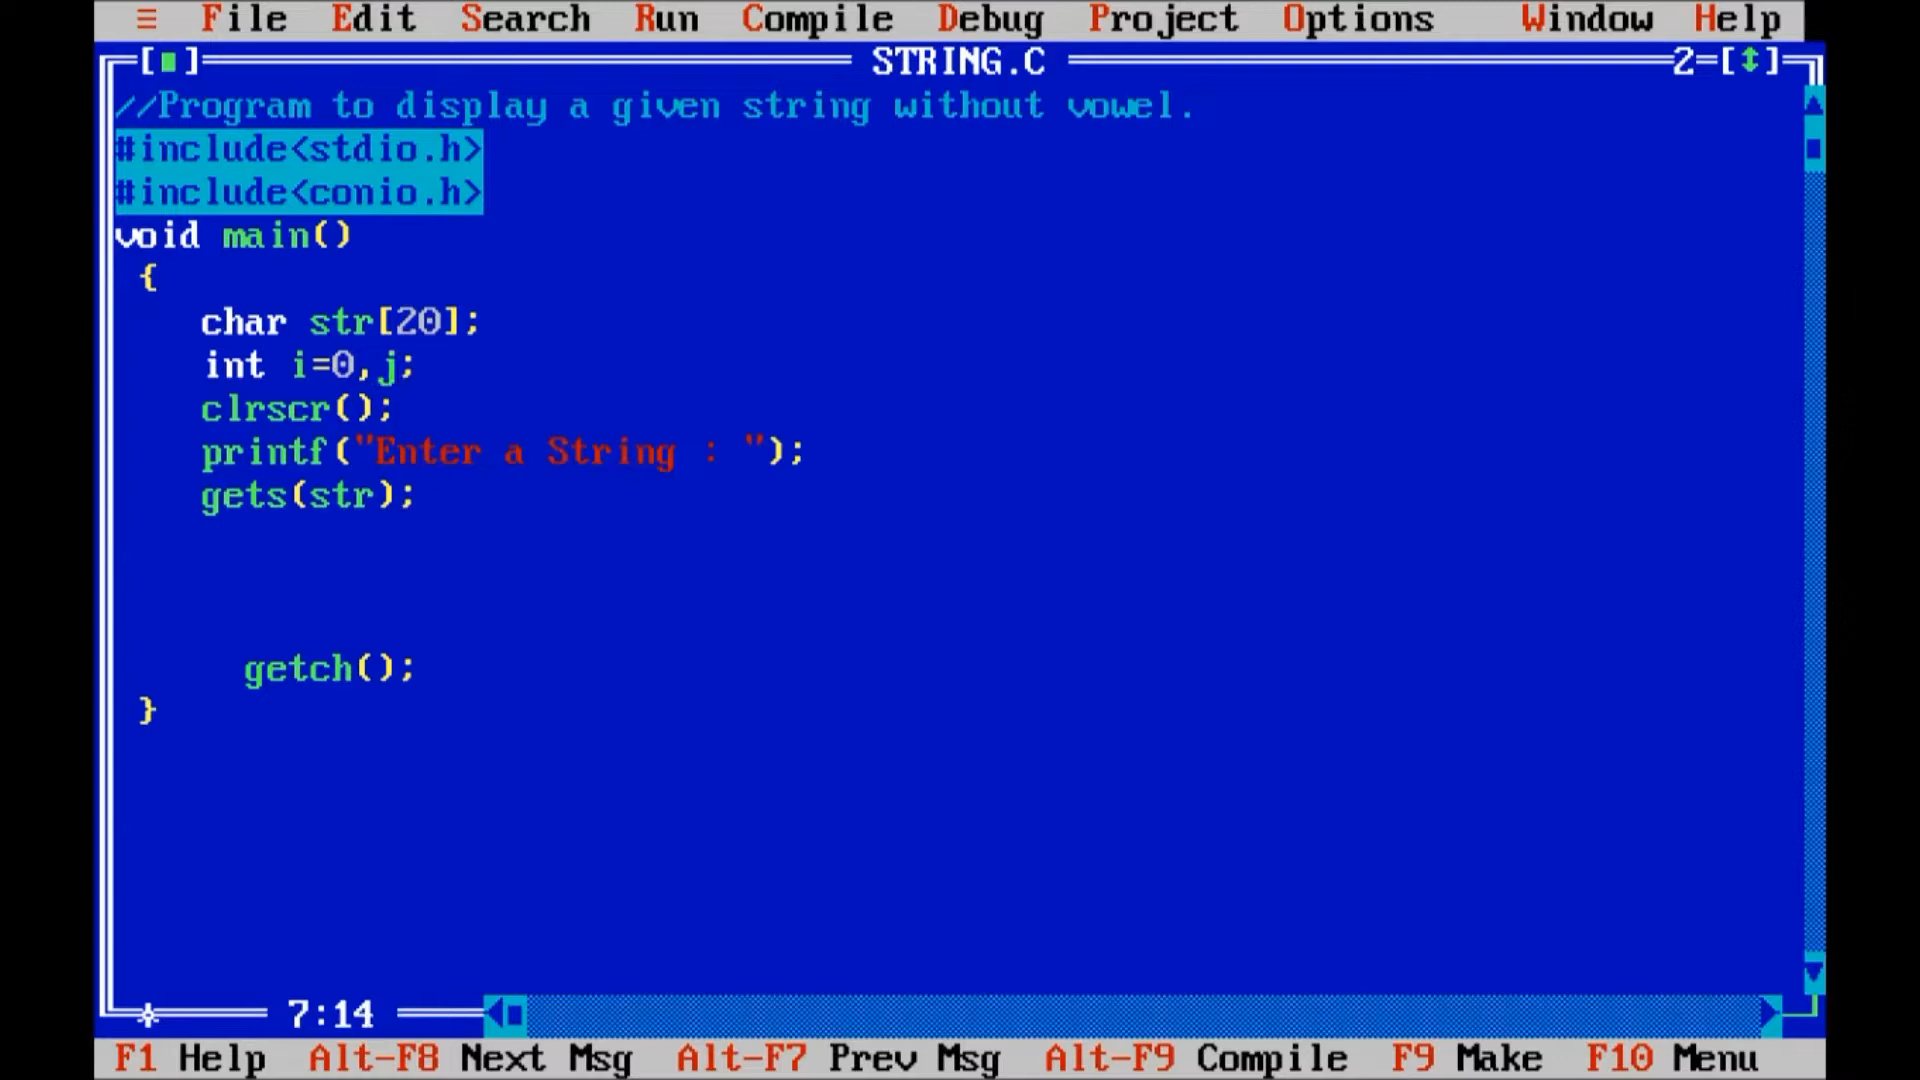 ≡ File Edit Search Run Compile Debug Project Options Window Help
[■] STRING.C 2=[↕]
//Program to display a given string without vowel.
#include<stdio.h>
#include<conio.h>
void main()
{
char str[20];
int i=0,j;
clrscr();
printf("Enter a String : ");
gets(str);
getch();
}
* 7:14
F1 Help Alt-F8 Next Msg Alt-F7 Prev Msg Alt-F9 Compile F9 Make F10 Menu